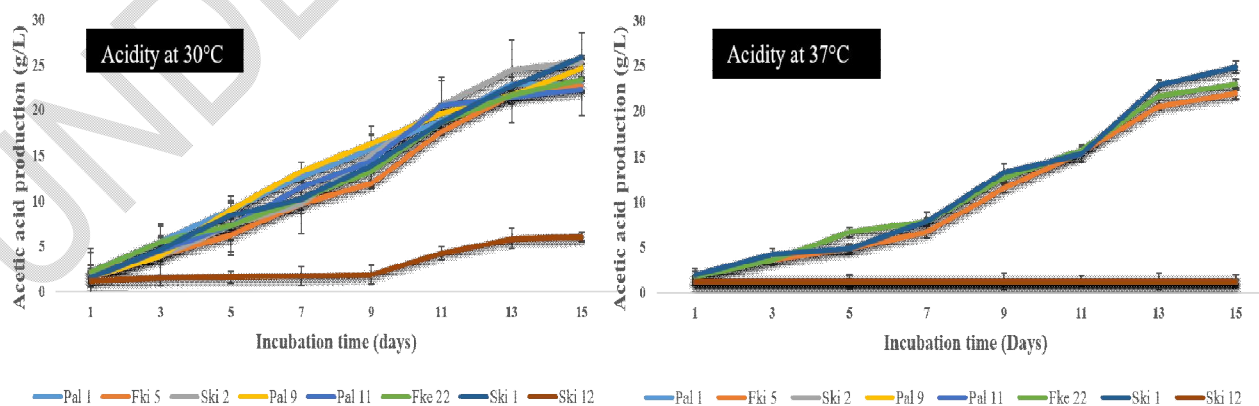 UNDE
Acidity at 30°C
Acetic acid production (g/L)
30
25
20
15
10
5
0
1 3 5 7 9 11 13 15
Incubation time (days)
Pal 1 Fki 5 Ski 2 Pal 9 Pal 11 Fke 22 Ski 1 Ski 12
Acidity at 37°C
Acetic acid production (g/L)
30
25
20
15
10
5
0
1 3 5 7 9 11 13 15
Incubation time (Days)
Pal 1 Fki 5 Ski 2 Pal 9 Pal 11 Fke 22 Ski 1 Ski 12